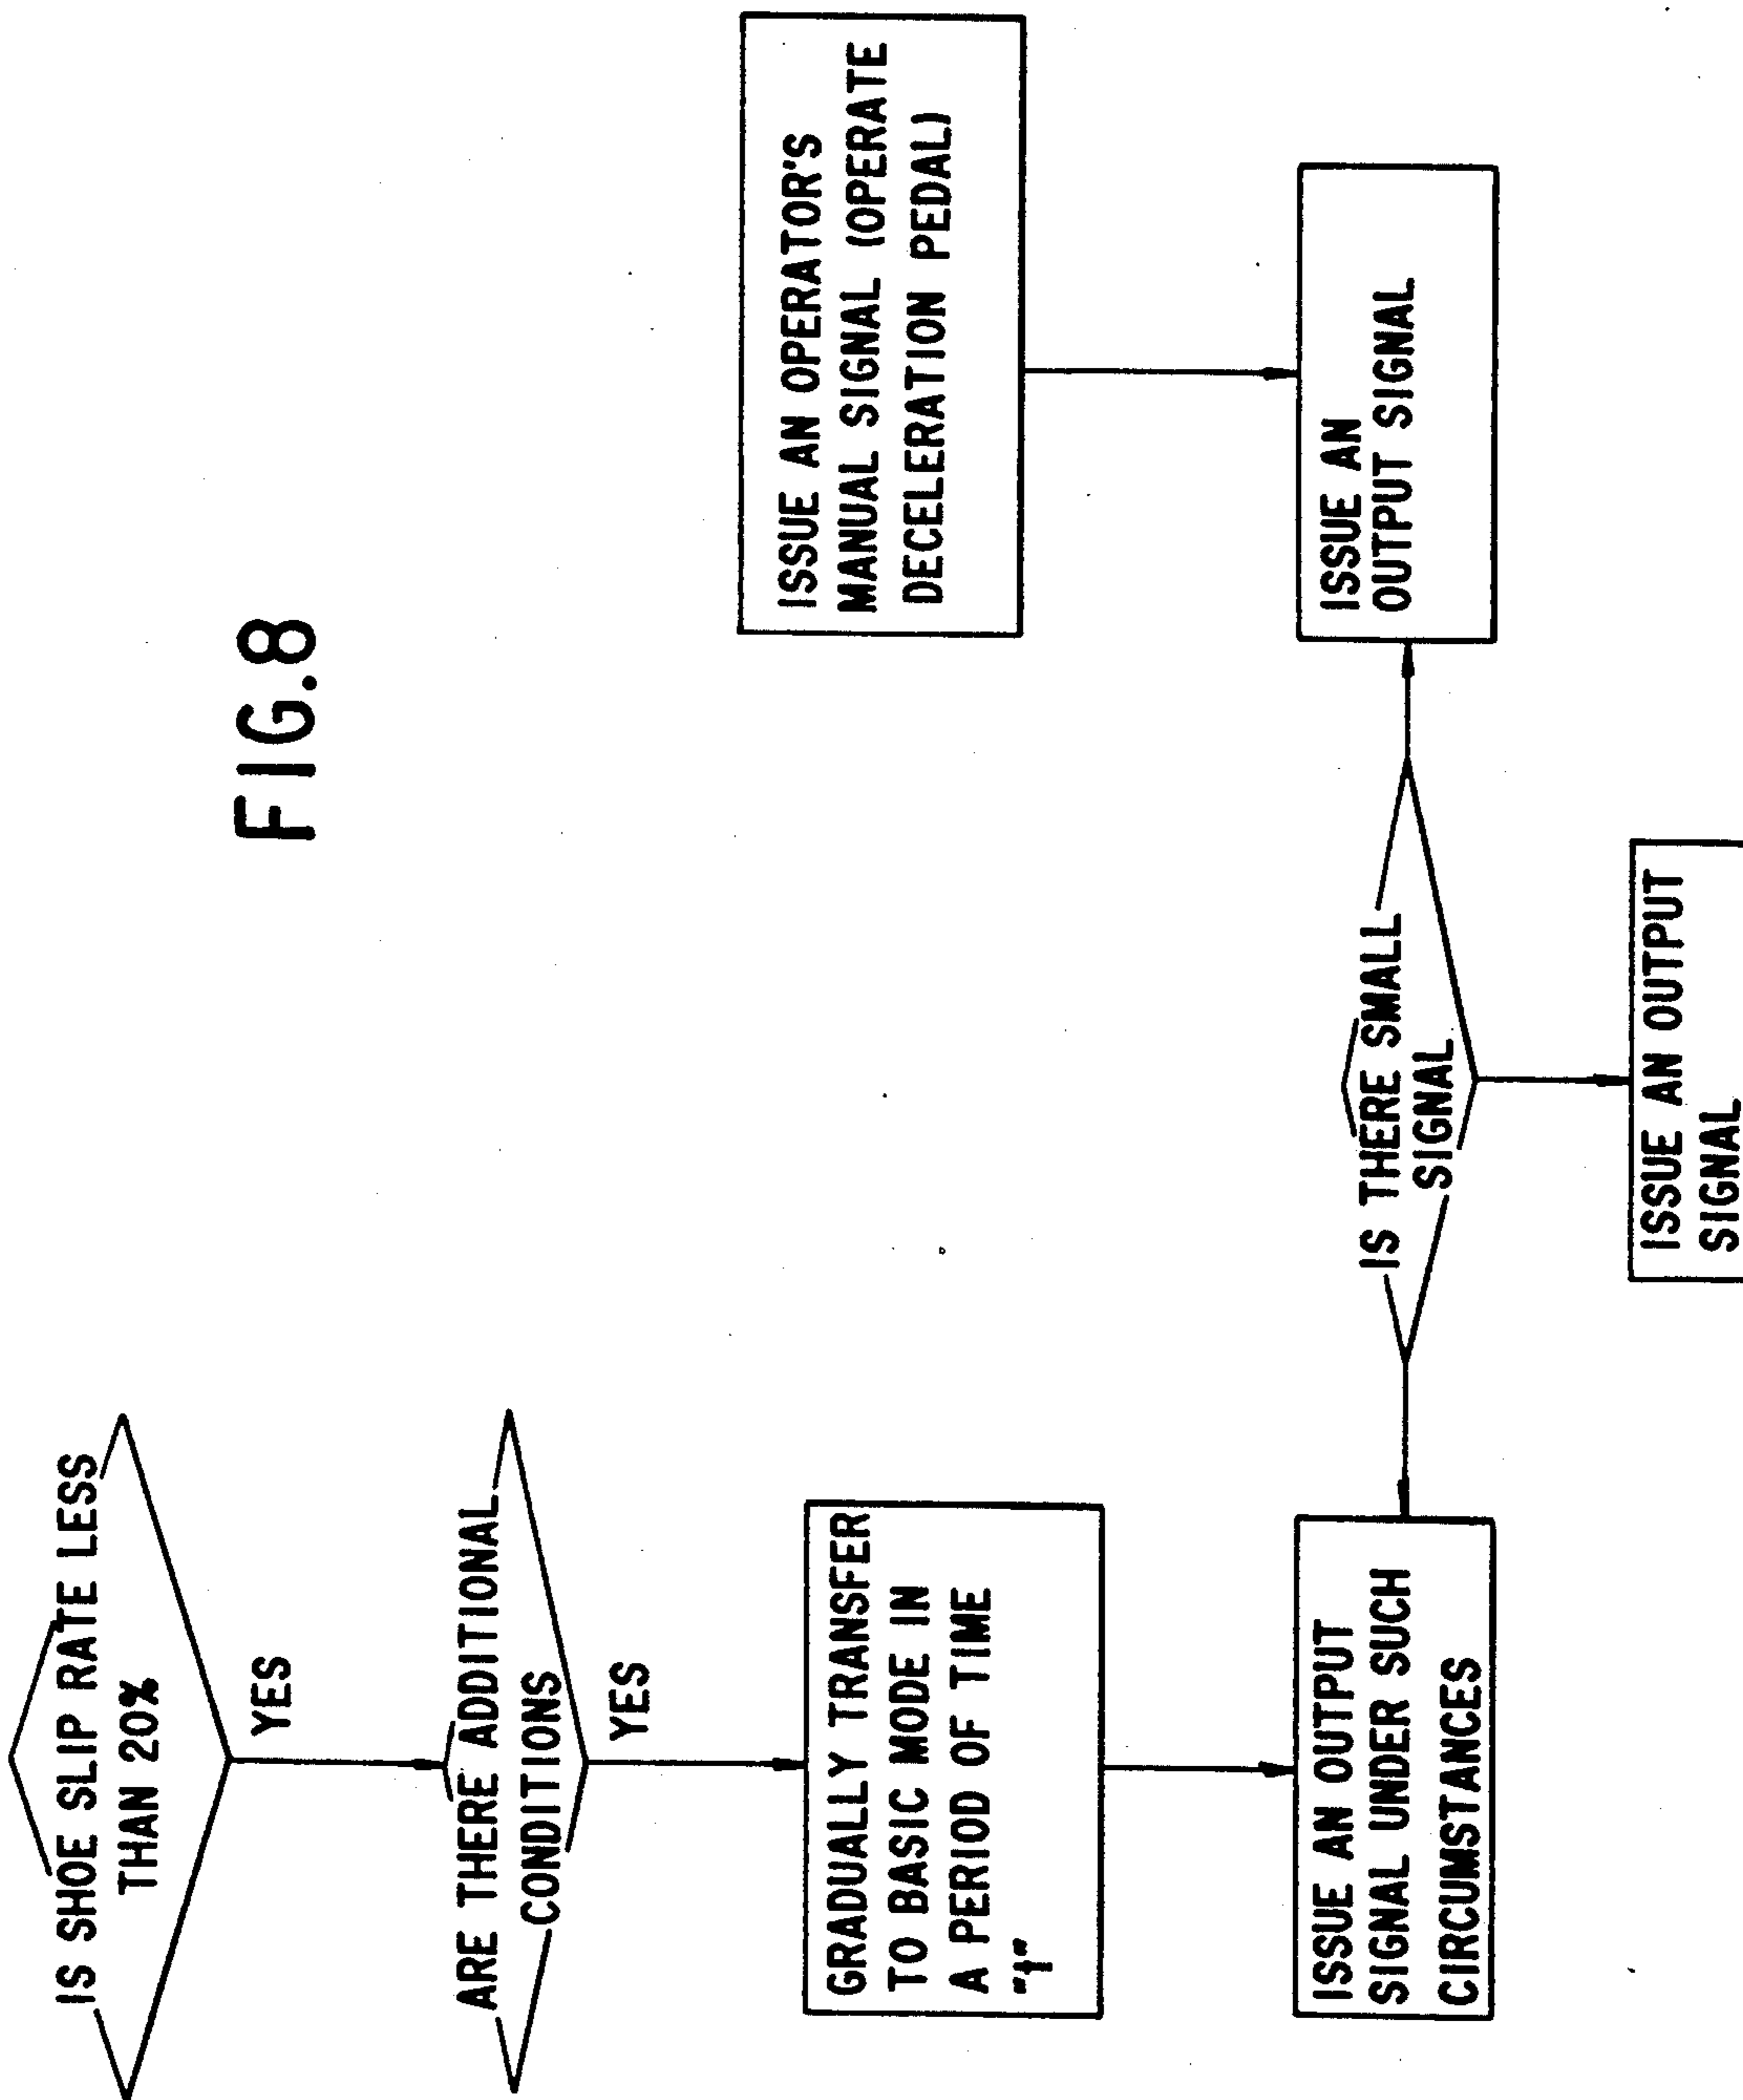 FIG.8
IS SHOE SLIP RATE LESS
THAN 20%
YES
ARE THERE ADDITIONAL
CONDITIONS
YES
GRADUALLY TRANSFER
TO BASIC MODE IN
A PERIOD OF TIME
"t"
ISSUE AN OUTPUT
SIGNAL UNDER SUCH
CIRCUMSTANCES
IS THERE SMALL
SIGNAL
ISSUE AN OUTPUT
SIGNAL
ISSUE AN OPERATOR'S
MANUAL SIGNAL (OPERATE
DECELERATION PEDAL)
ISSUE AN
OUTPUT SIGNAL